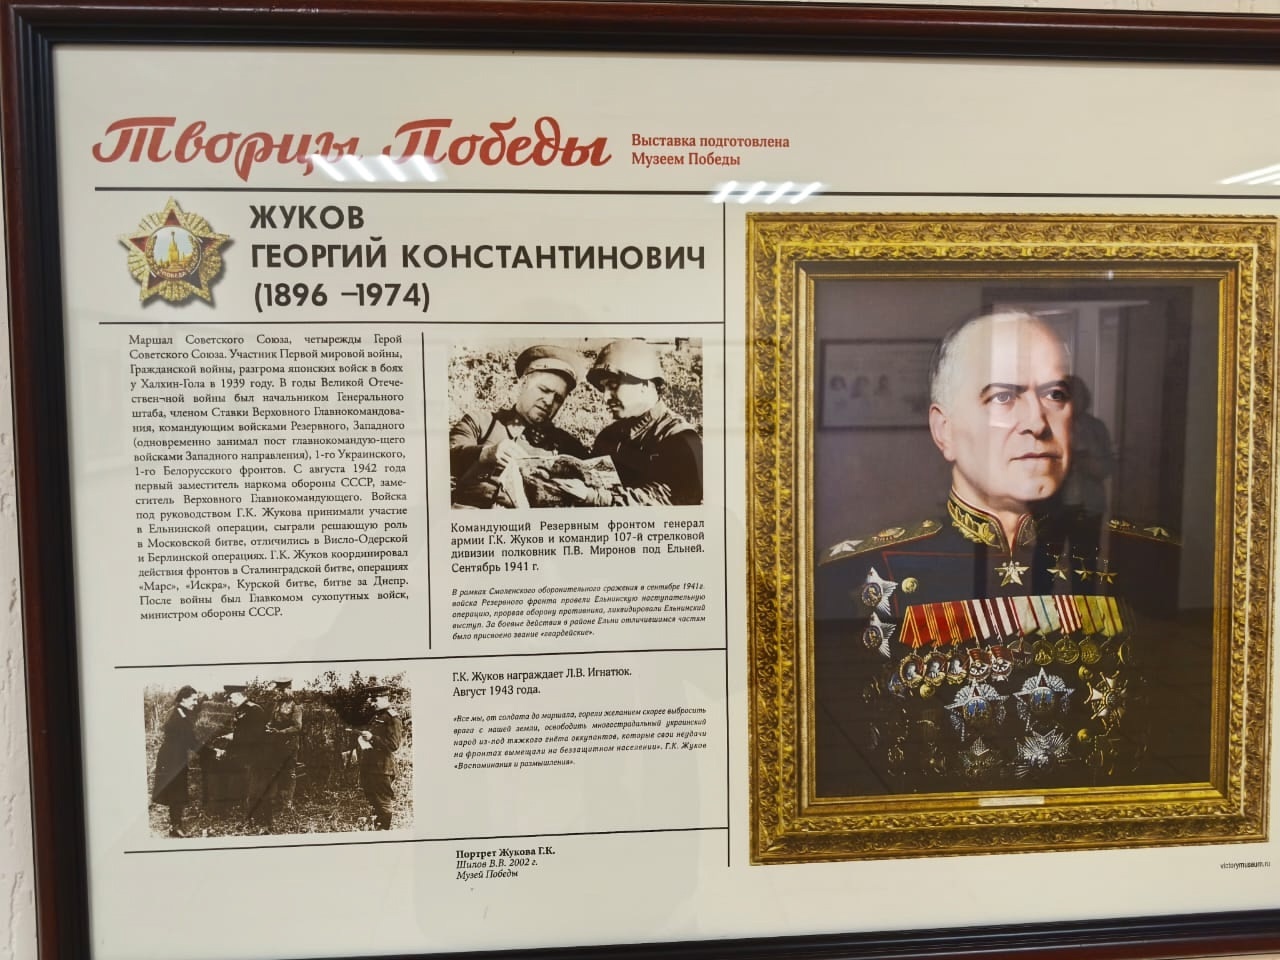 Творцы Победы
Выставка подготовлена
Музеем Победы
ЖУКОВ
ГЕОРГИЙ КОНСТАНТИНОВИЧ
(1896 –1974)
Маршал Советского Союза, четырежды Герой
Советского Союза. Участник Первой мировой войны,
Гражданской войны, разгрома японских войск в боях
у Халхин-Гола в 1939 году. В годы Великой Отече-
ствен¬ной войны был начальником Генерального
штаба, членом Ставки Верховного Главнокомандова-
ния, командующим войсками Резервного, Западного
(одновременно занимал пост главнокомандую-щего
войсками Западного направления), 1-го Украинского,
1-го Белорусского фронтов. С августа 1942 года
первый заместитель наркома обороны СССР, заме-
ститель Верховного Главнокомандующего. Войска
под руководством Г.К. Жукова принимали участие
в Ельнинской операции, сыграли решающую роль
в Московской битве, отличились в Висло-Одерской
и Берлинской операциях. Г.К. Жуков координировал
действия фронтов в Сталинградской битве, операциях
«Марс», «Искра», Курской битве, битве за Днепр.
После войны был Главкомом сухопутных войск,
министром обороны СССР.
Командующий Резервным фронтом генерал
армии Г.К. Жуков и командир 107-й стрелковой
дивизии полковник П.В. Миронов под Ельней.
Сентябрь 1941 г.
В рамках Смоленского оборонительного сражения в сентябре 1941г.
войска Резервного фронта провели Ельнинскую наступательную
операцию, прорвав оборону противника, ликвидировали Ельнинский
выступ. За боевые действия в районе Ельни отличившимся частям
было присвоено звание «гвардейские».
Г.К. Жуков награждает Л.В. Игнатюк.
Август 1943 года.
«Все мы, от солдата до маршала, горели желанием скорее выбросить
врага с нашей земли, освободить многострадальный украинский
народ из-под тяжкого гнёта оккупантов, которые свои неудачи
на фронтах вымещали на беззащитном населении». Г.К. Жуков
«Воспоминания и размышления».
Портрет Жукова Г.К.
Шилов В.В. 2002 г.
Музей Победы
victorymuseum.ru